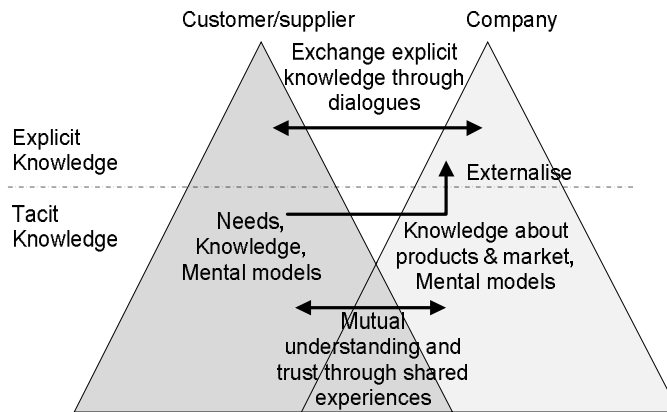 Customer/supplier
Company
Exchange explicit
knowledge through
dialogues
Explicit
Knowledge
Externalise
Tacit
Knowledge
Needs,
Knowledge,
Mental models
Knowledge about
products & market,
Mental models
Mutual
understanding and
trust through shared
experiences